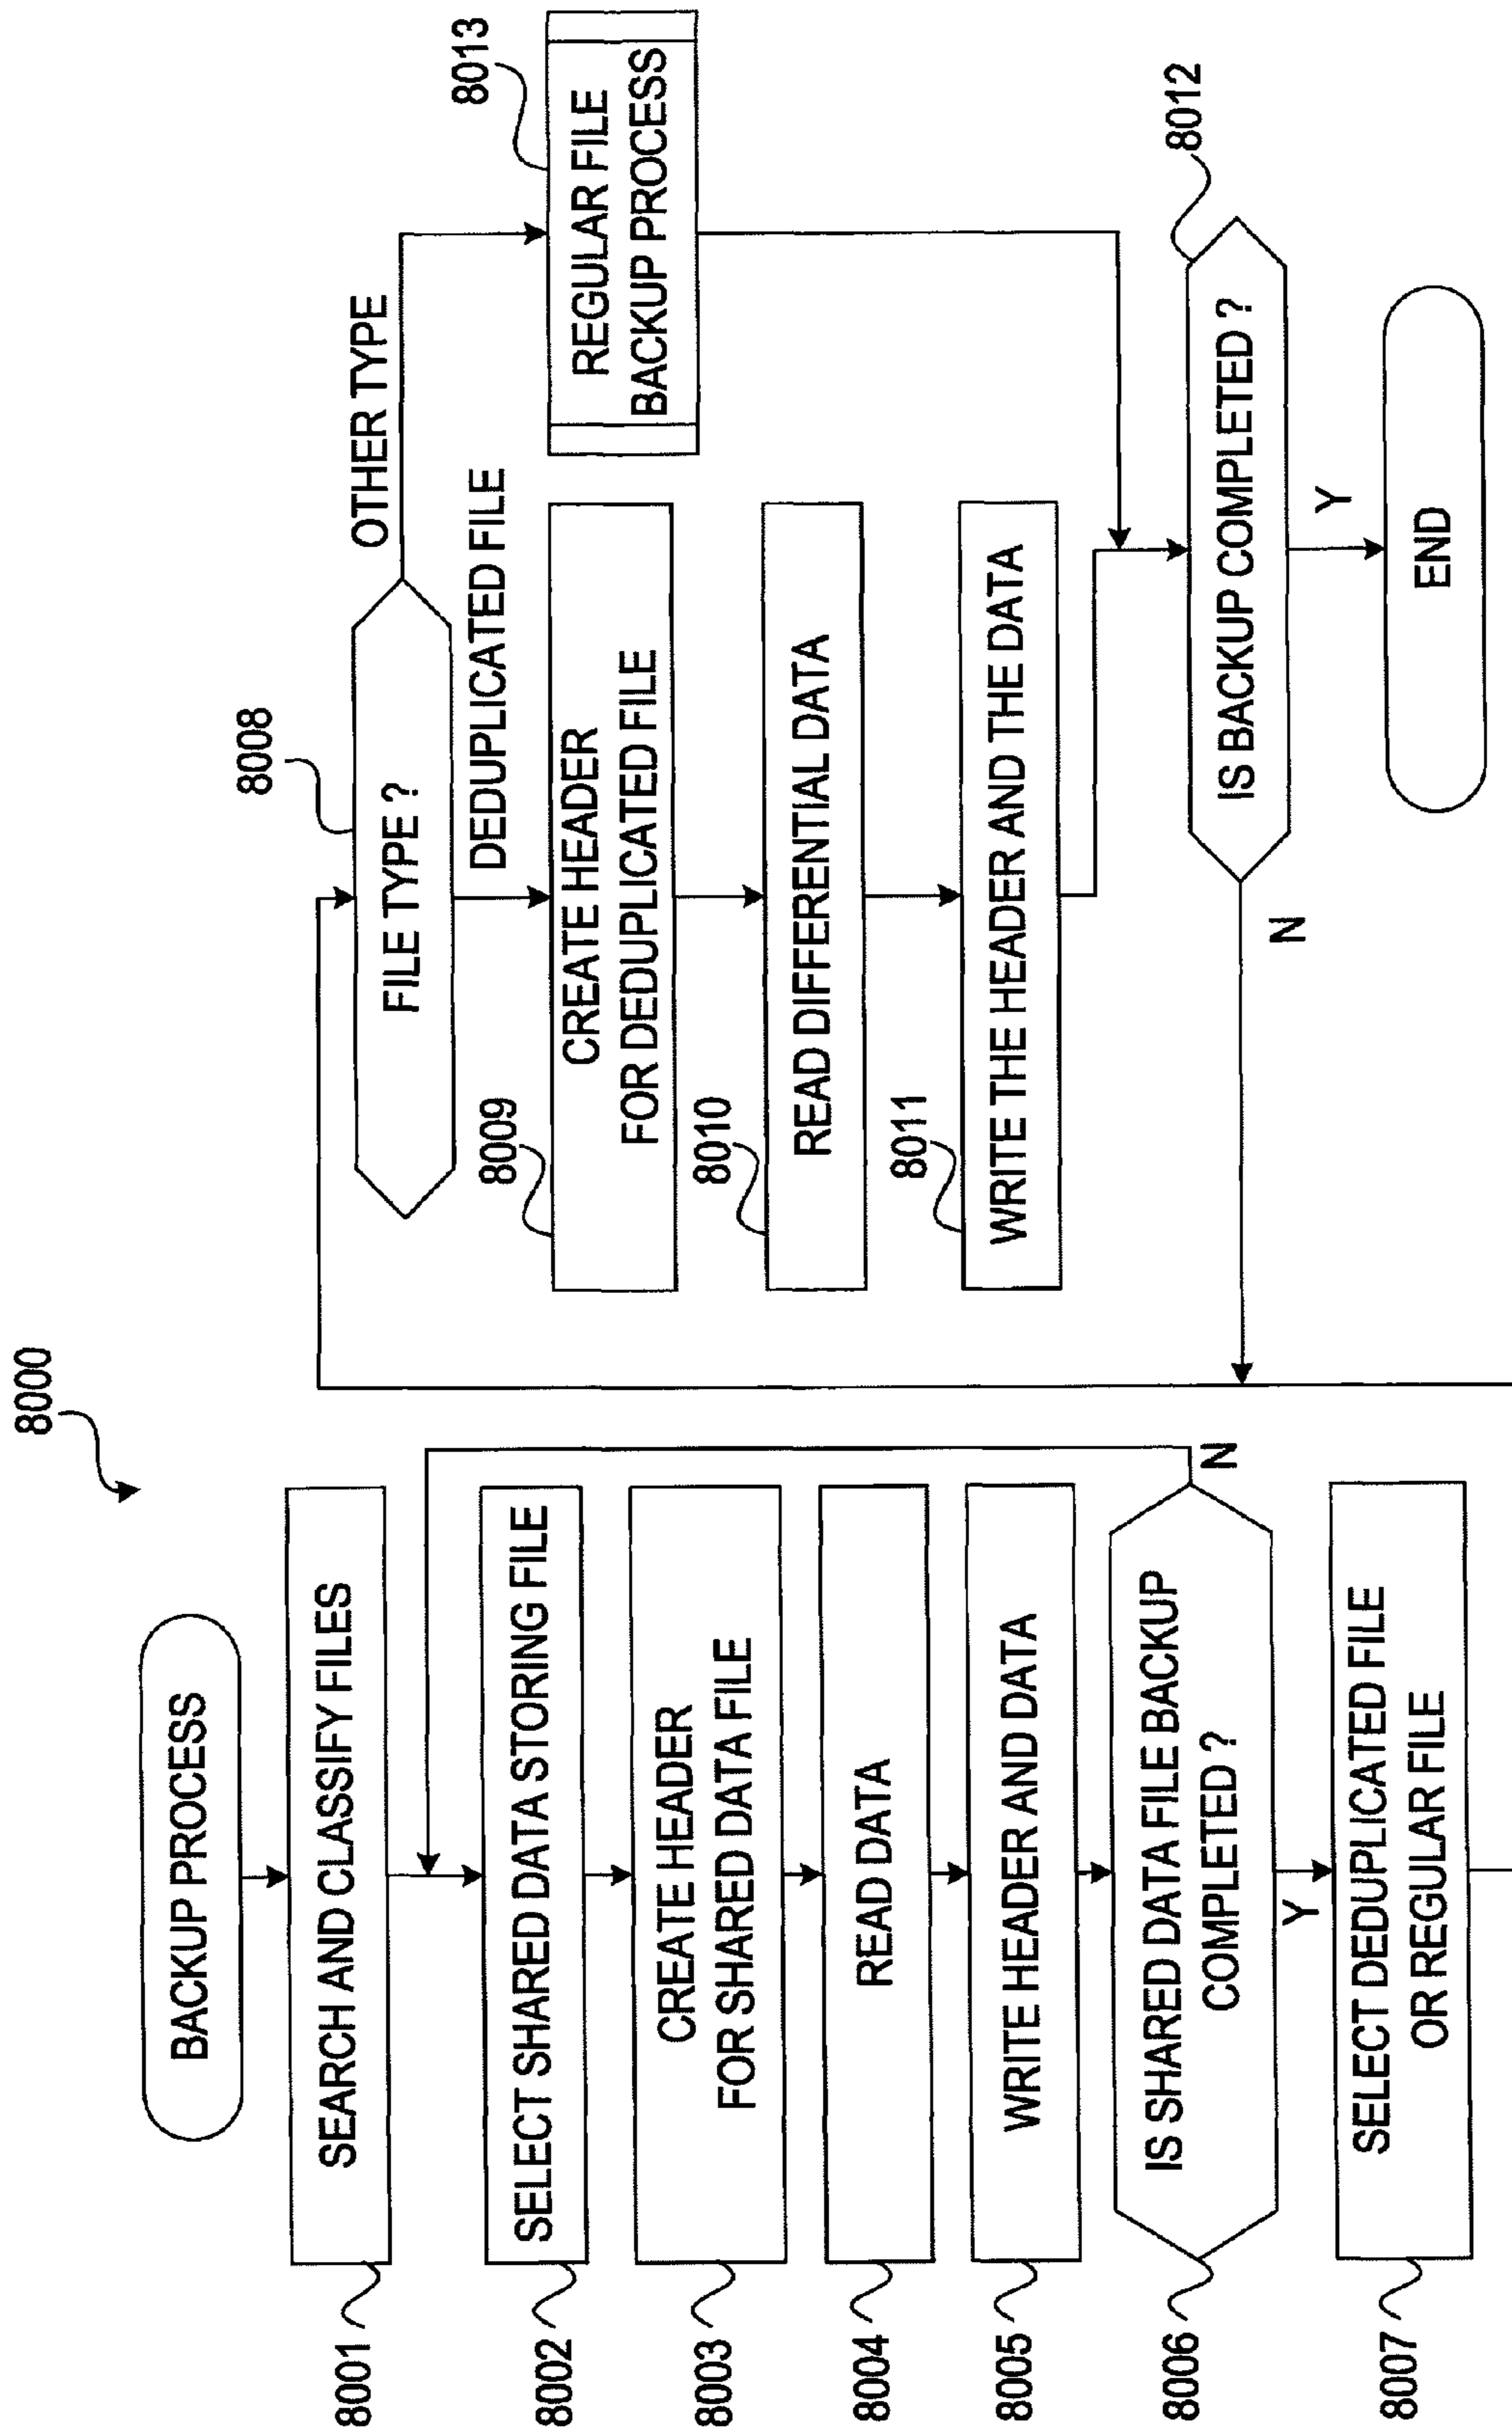 8000
BACKUP PROCESS
8001
SEARCH AND CLASSIFY FILES
8002
SELECT SHARED DATA STORING FILE
8003
CREATE HEADER
FOR SHARED DATA FILE
8004
READ DATA
8005
WRITE HEADER AND DATA
8006
IS SHARED DATA FILE BACKUP
COMPLETED ?
N
Y
8007
SELECT DEDUPLICATED FILE
OR REGULAR FILE
8008
FILE TYPE ?
OTHER TYPE
DEDUPLICATED FILE
8009
CREATE HEADER
FOR DEDUPLICATED FILE
8010
READ DIFFERENTIAL DATA
8011
WRITE THE HEADER AND THE DATA
8013
REGULAR FILE
BACKUP PROCESS
8012
IS BACKUP COMPLETED ?
N
Y
END